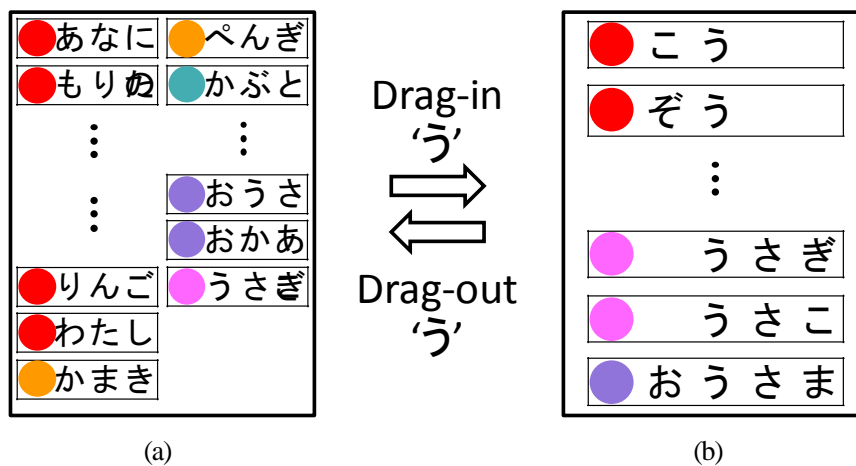 あなに
もり
⋮
⋮
りんご
わたし
かまき
ぺんぎ
かぶと
⋮
おうさ
おかあ
うさ
Drag-in
‘う’
Drag-out
‘う’
こう
ぞう
⋮
うさぎ
うさこ
おうさま
(a)
(b)